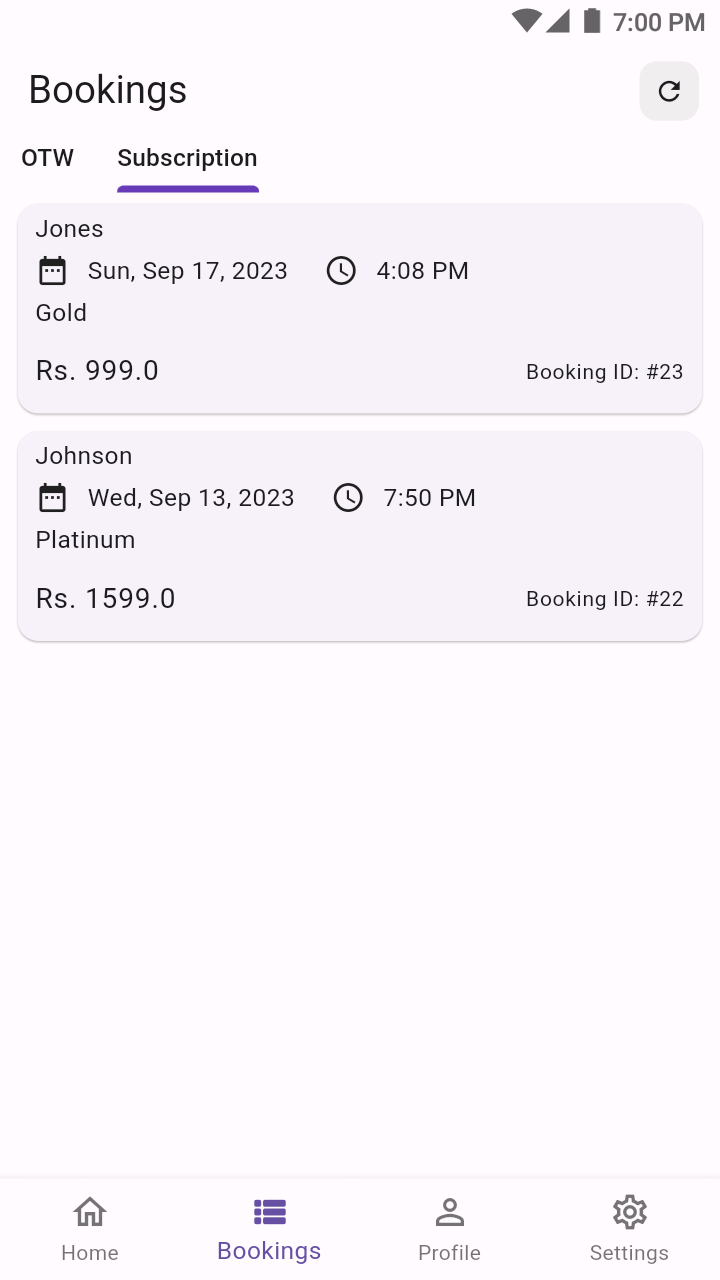 7:00 PM
Bookings
OTW Subscription
Jones
Sun, Sep 17, 2023 4:08 PM
Gold
Rs. 999.0 Booking ID: #23
Johnson
Wed, Sep 13, 2023 7:50 PM
Platinum
Rs. 1599.0 Booking ID: #22
Home Bookings Profile Settings